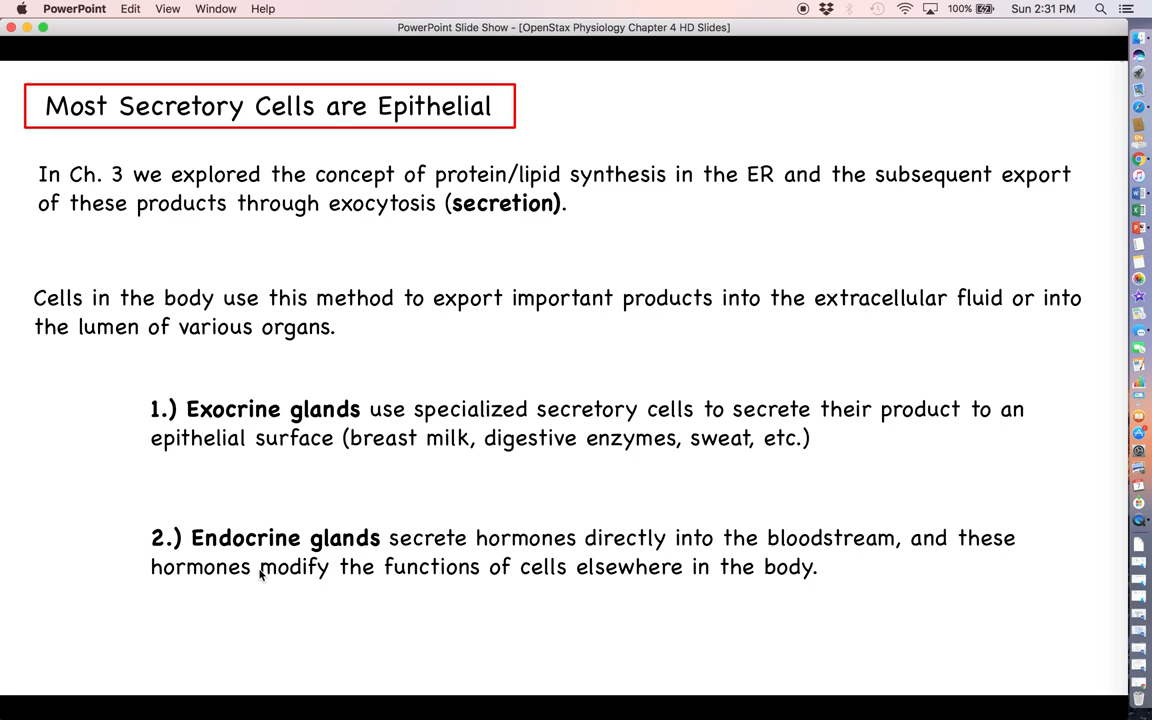 PowerPoint Edit View Window Help 100% Sun 2:31 PM
PowerPoint Slide Show - [OpenStax Physiology Chapter 4 HD Slides]
Most Secretory Cells are Epithelial
In Ch. 3 we explored the concept of protein/lipid synthesis in the ER and the subsequent export
of these products through exocytosis (secretion).
Cells in the body use this method to export important products into the extracellular fluid or into
the lumen of various organs.
1.) Exocrine glands use specialized secretory cells to secrete their product to an
epithelial surface (breast milk, digestive enzymes, sweat, etc.)
2.) Endocrine glands secrete hormones directly into the bloodstream, and these
hormones modify the functions of cells elsewhere in the body.